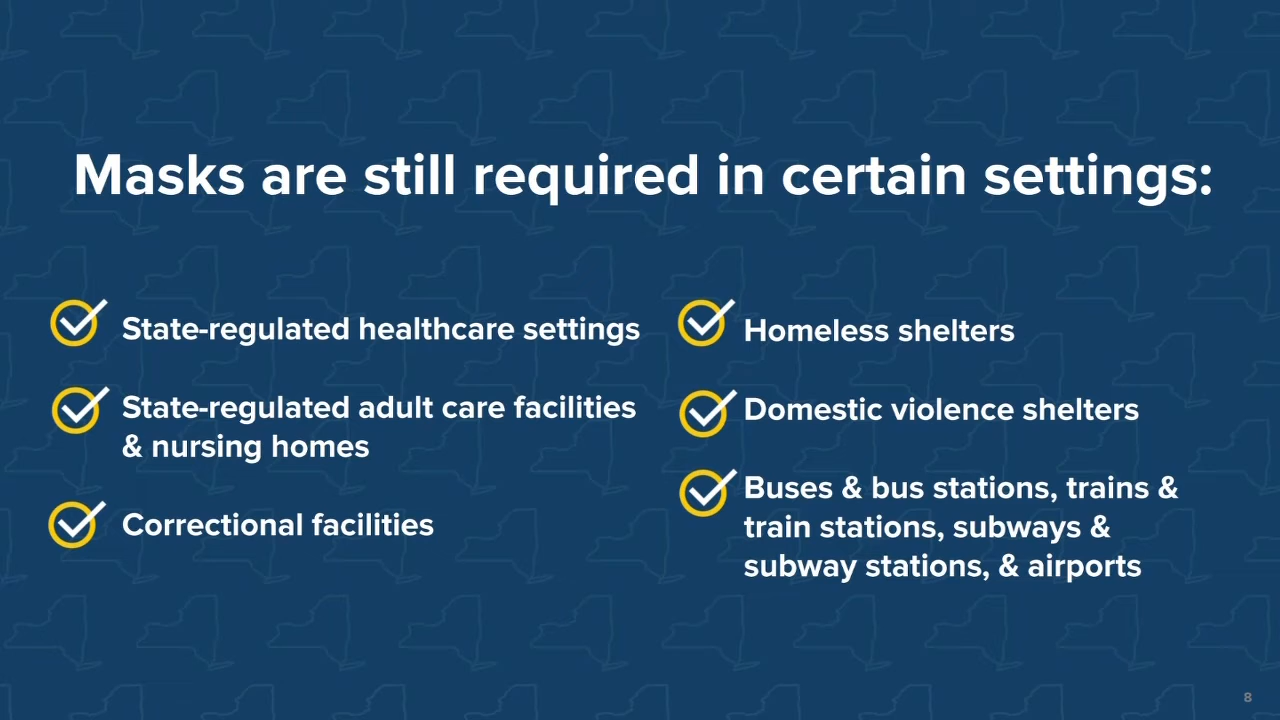 Masks are still required in certain settings:
State-regulated healthcare settings
State-regulated adult care facilities
& nursing homes
Correctional facilities
Homeless shelters
Domestic violence shelters
Buses & bus stations, trains &
train stations, subways &
subway stations, & airports
8